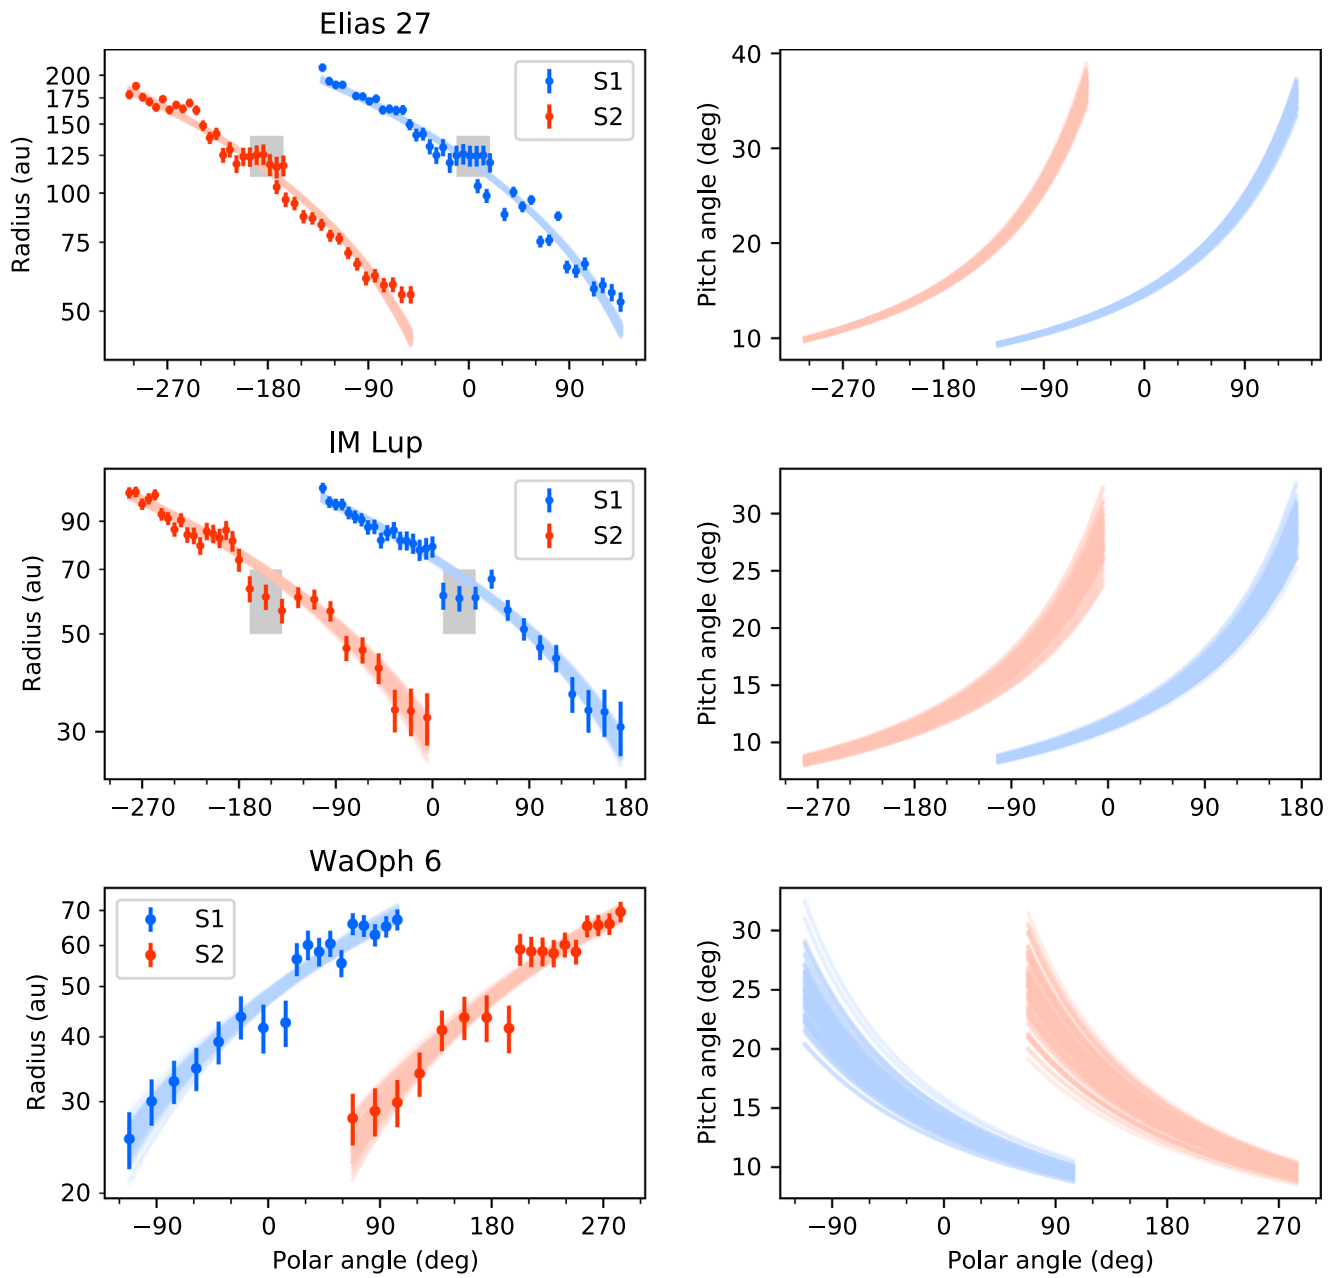 Elias 27
S1
S2
200
175
150
125
100
75
50
Radius (au)
−270 −180 −90 0 90
40
30
20
10
Pitch angle (deg)
−270 −180 −90 0 90
IM Lup
S1
S2
90
70
50
30
Radius (au)
−270 −180 −90 0 90 180
30
25
20
15
10
Pitch angle (deg)
−270 −180 −90 0 90 180
WaOph 6
S1
S2
70
60
50
40
30
20
Radius (au)
−90 0 90 180 270
Polar angle (deg)
30
25
20
15
10
Pitch angle (deg)
−90 0 90 180 270
Polar angle (deg)